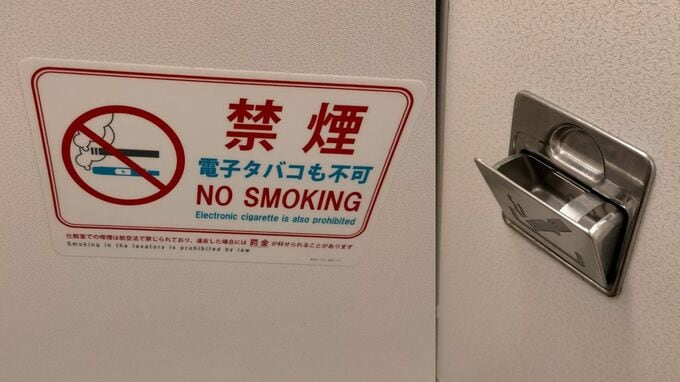 禁煙
電子タバコも不可
NO SMOKING
Electronic cigarette is also prohibited
化粧室での喫煙は航空法で禁じられており、違反した場合には 罰金 が科せられることがあります
Smoking in the lavatory is prohibited by law